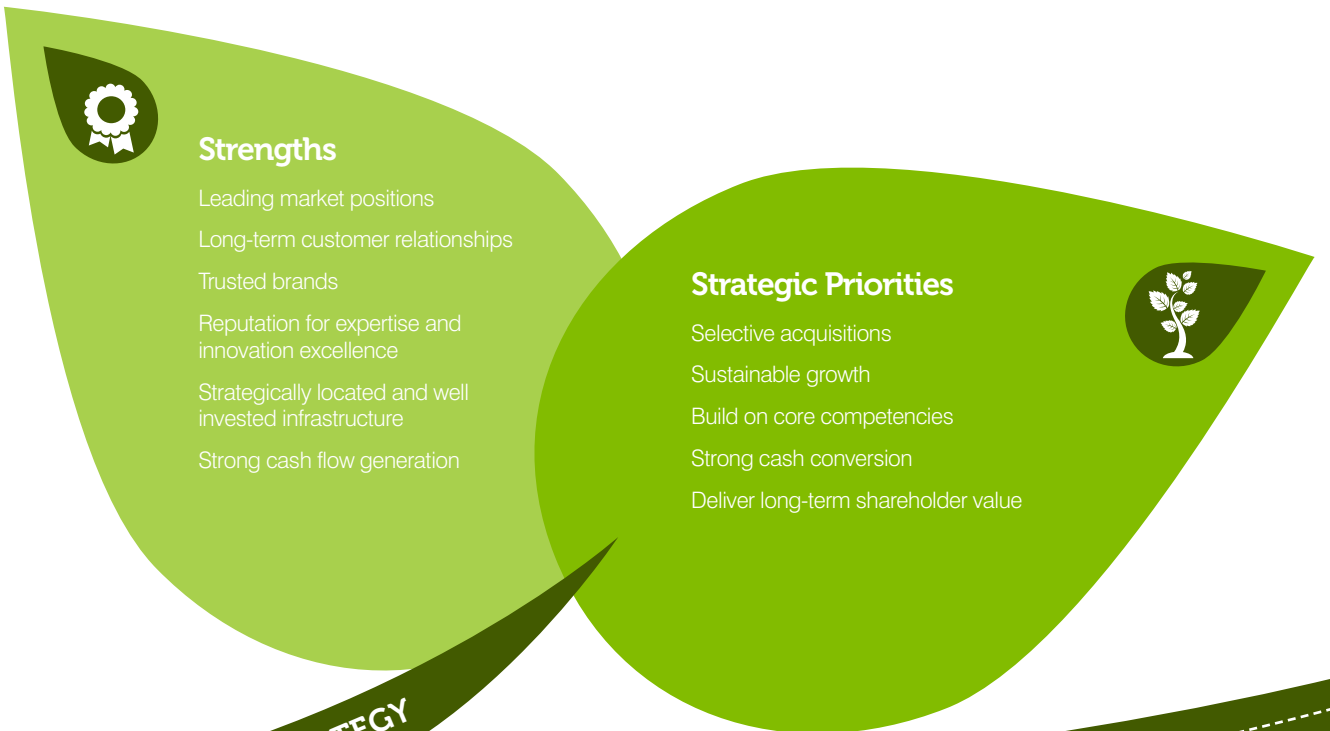 Strengths
Leading market positions
Long-term customer relationships
Trusted brands
Reputation for expertise and
innovation excellence
Strategically located and well
invested infrastructure
Strong cash flow generation
Strategic Priorities
Selective acquisitions
Sustainable growth
Build on core competencies
Strong cash conversion
Deliver long-term shareholder value